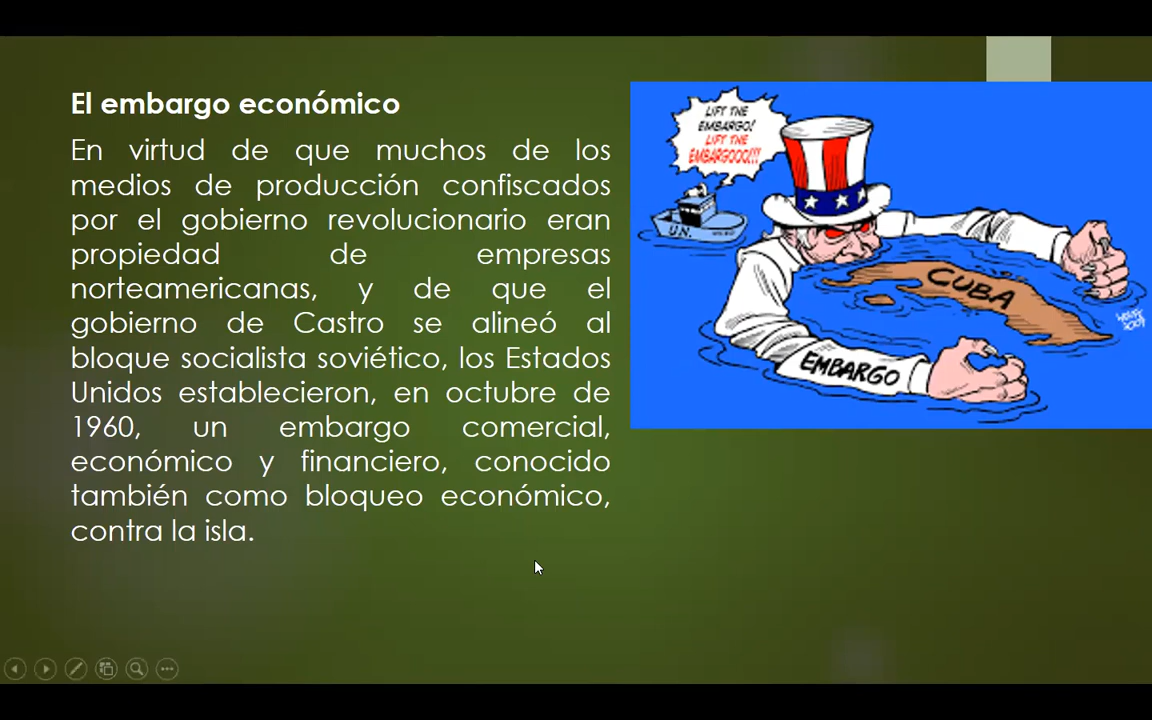 El embargo económico
En virtud de que muchos de los
medios de producción confiscados
por el gobierno revolucionario eran
propiedad de empresas
norteamericanas, y de que el
gobierno de Castro se alineó al
bloque socialista soviético, los Estados
Unidos establecieron, en octubre de
1960, un embargo comercial,
económico y financiero, conocido
también como bloqueo económico,
contra la isla.
LIFT THE
EMBARGO!
LIFT THE
EMBARGOOO!!!
U.N.
CUBA
EMBARGO